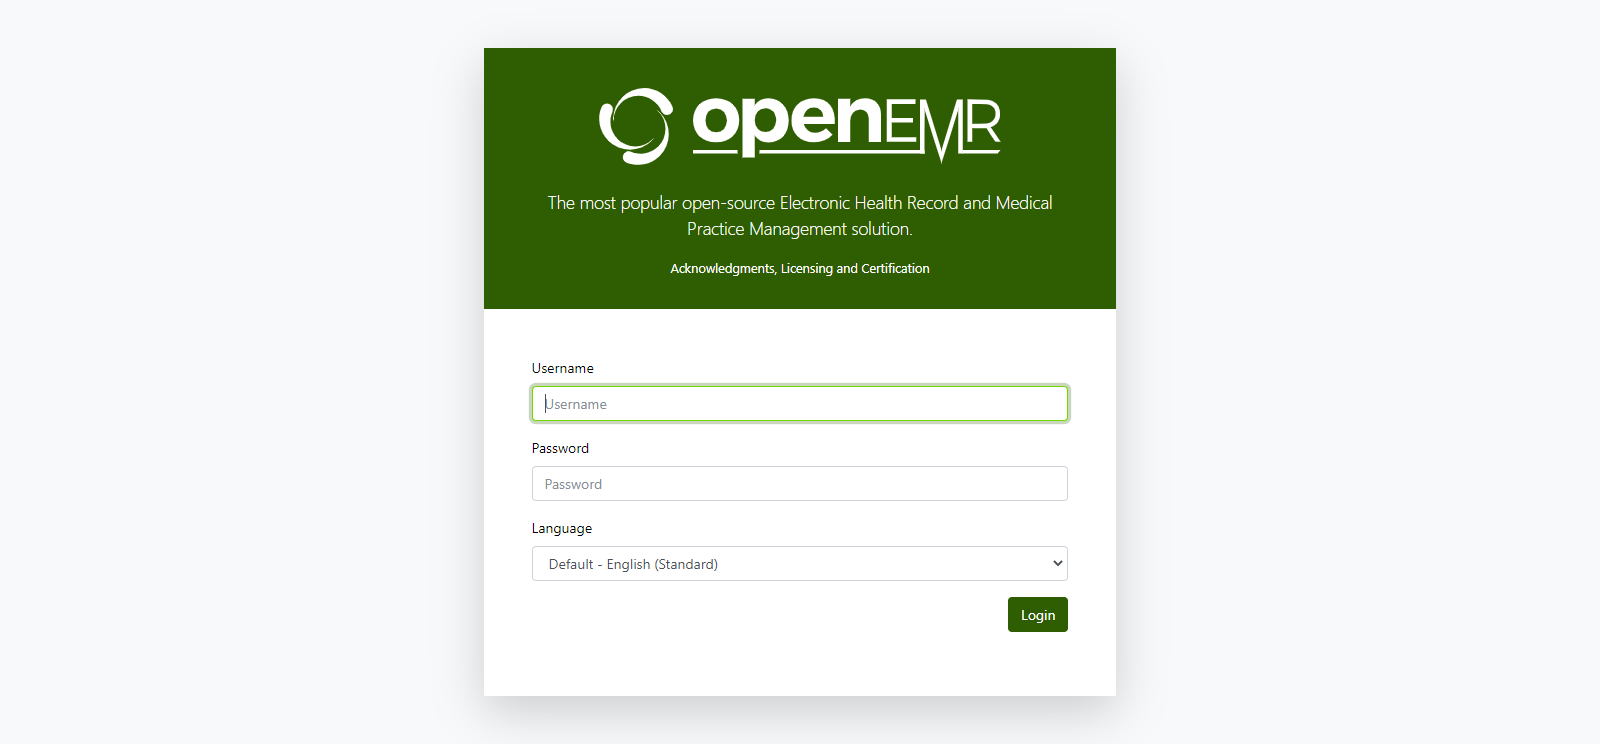 openEMR
The most popular open-source Electronic Health Record and Medical
Practice Management solution.
Acknowledgments, Licensing and Certification
Username
Username
Password
Password
Language
Default - English (Standard)
Login